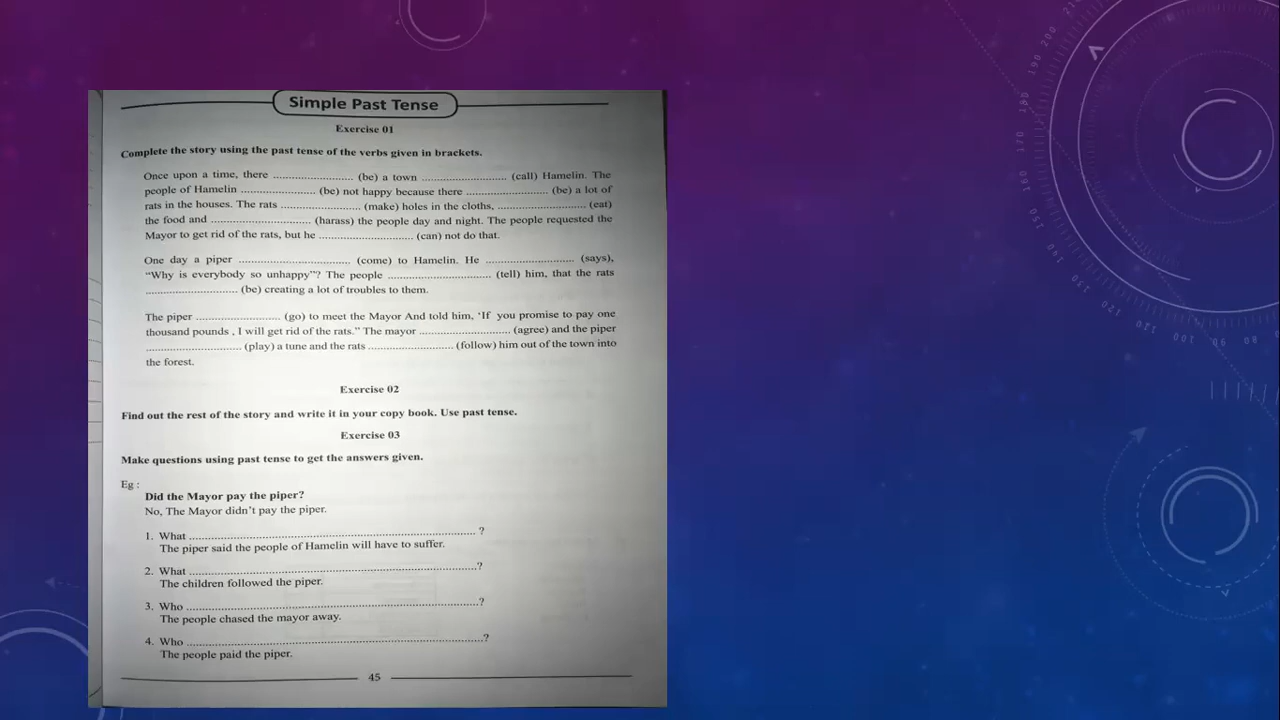 Simple Past Tense
Exercise 01
Complete the story using the past tense of the verbs given in brackets.
Once upon a time, there ........................ (be) a town .......................... (call) Hamelin. The
people of Hamelin ....................... (be) not happy because there ......................... (be) a lot of
rats in the houses. The rats ........................ (make) holes in the cloths, ........................... (eat)
the food and .............................. (harass) the people day and night. The people requested the
Mayor to get rid of the rats, but he ............................. (can) not do that.
One day a piper .................................. (come) to Hamelin. He ........................... (says),
“Why is everybody so unhappy”? The people ............................... (tell) him, that the rats
............................ (be) creating a lot of troubles to them.
The piper .......................... (go) to meet the Mayor And told him, ‘If you promise to pay one
thousand pounds , I will get rid of the rats.” The mayor ............................ (agree) and the piper
............................. (play) a tune and the rats .......................... (follow) him out of the town into
the forest.
Exercise 02
Find out the rest of the story and write it in your copy book. Use past tense.
Exercise 03
Make questions using past tense to get the answers given.
Eg :
Did the Mayor pay the piper?
No, The Mayor didn’t pay the piper.
1. What ........................................................................................ ?
The piper said the people of Hamelin will have to suffer.
2. What ........................................................................................?
The children followed the piper.
3. Who .........................................................................................?
The people chased the mayor away.
4. Who ...........................................................................................?
The people paid the piper.
45